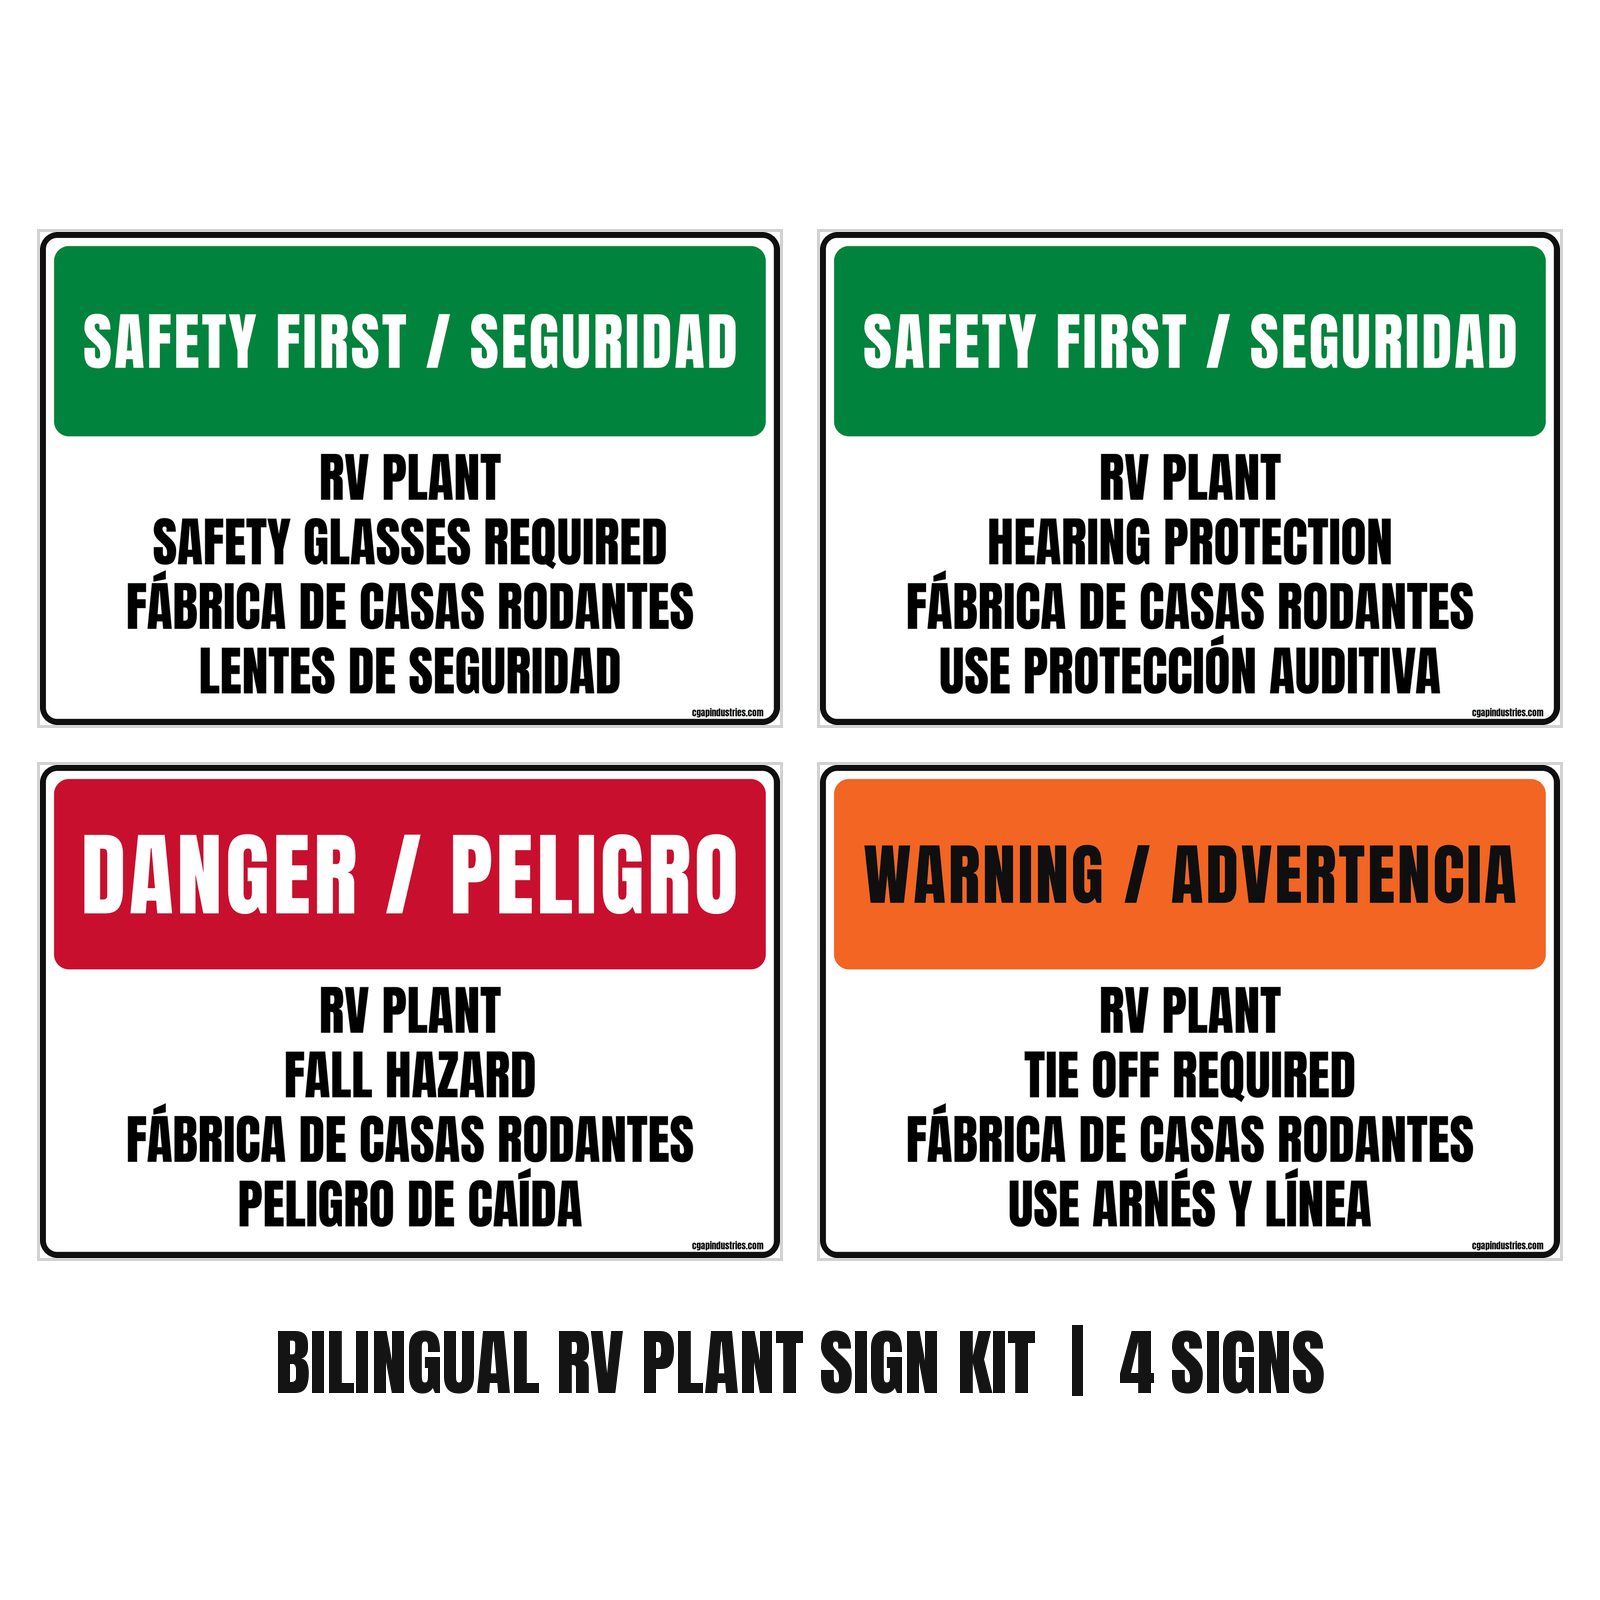 SAFETY FIRST / SEGURIDAD
RV PLANT
SAFETY GLASSES REQUIRED
FÁBRICA DE CASAS RODANTES
LENTES DE SEGURIDAD
cgapindustries.com
SAFETY FIRST / SEGURIDAD
RV PLANT
HEARING PROTECTION
FÁBRICA DE CASAS RODANTES
USE PROTECCIÓN AUDITIVA
cgapindustries.com
DANGER / PELIGRO
RV PLANT
FALL HAZARD
FÁBRICA DE CASAS RODANTES
PELIGRO DE CAÍDA
cgapindustries.com
WARNING / ADVERTENCIA
RV PLANT
TIE OFF REQUIRED
FÁBRICA DE CASAS RODANTES
USE ARNÉS Y LÍNEA
cgapindustries.com
BILINGUAL RV PLANT SIGN KIT | 4 SIGNS